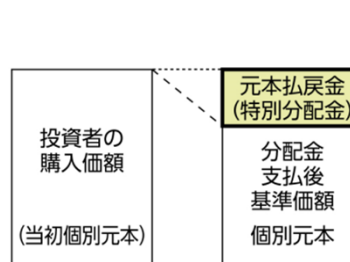 元本払戻金
(特別分配金)
投資者の
購入価額
(当初個別元本)
分配金
支払後
基準価額
個別元本